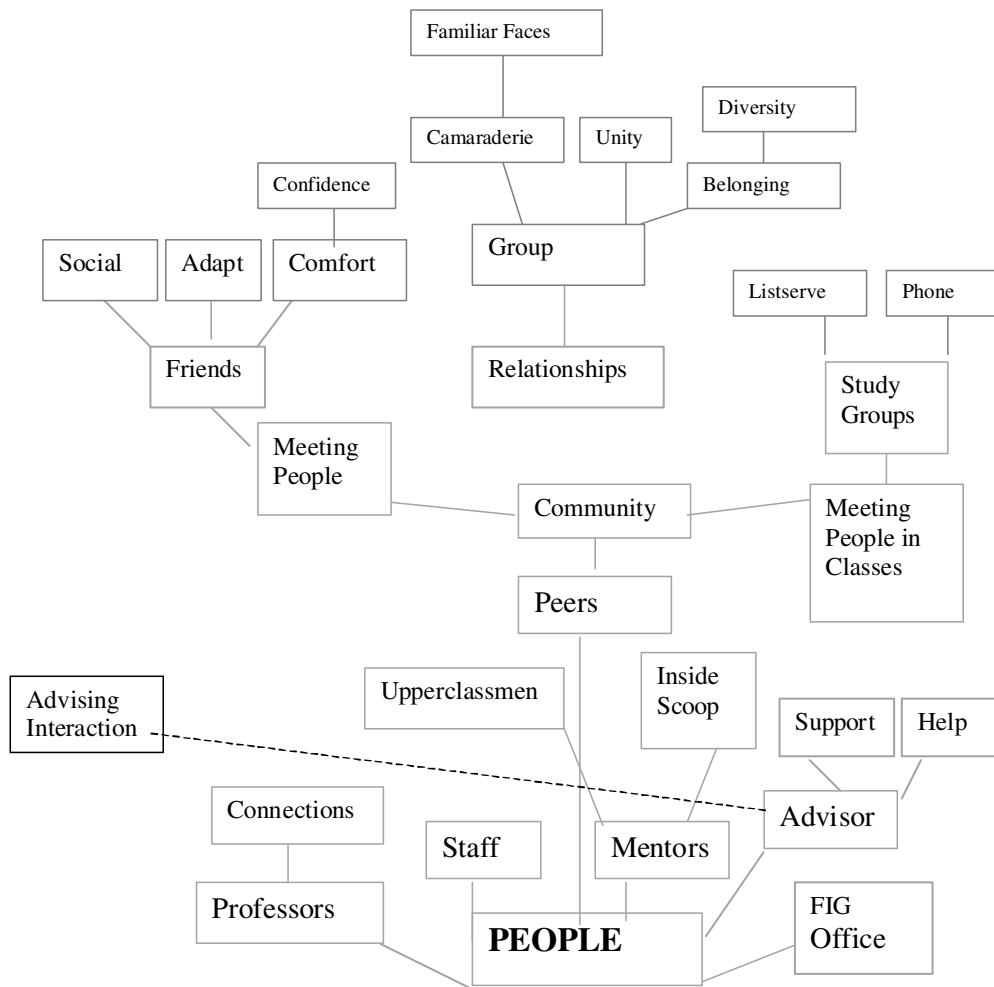 Familiar Faces
Diversity
Camaraderie
Unity
Confidence
Belonging
Group
Social
Adapt
Comfort
Listserve
Phone
Friends
Relationships
Study
Groups
Meeting
People
Community
Meeting
People in
Classes
Peers
Upperclassmen
Inside
Scoop
Advising
Interaction
Support
Help
Connections
Advisor
Staff
Mentors
Professors
PEOPLE
FIG
Office